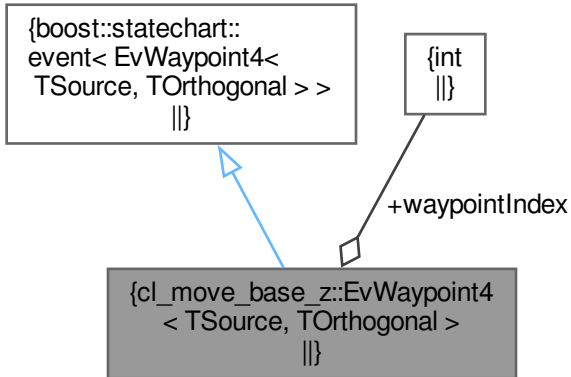 {boost::statechart::
event< EvWaypoint4<
TSource, TOrthogonal > >
||}
{int
||}
+waypointIndex
{cl_move_base_z::EvWaypoint4
< TSource, TOrthogonal >
||}